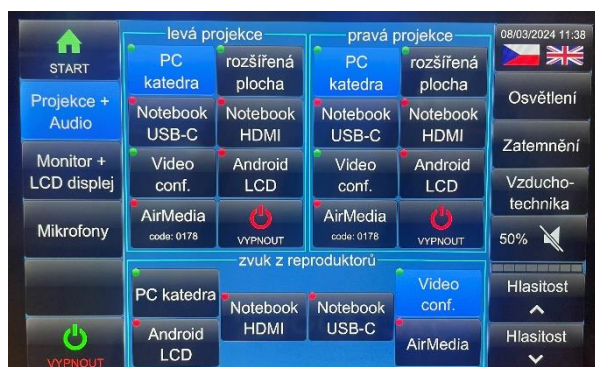 START
Projekce +
Audio
Monitor +
LCD displej
Mikrofony
VYPNOUT
levá projekce
PC
katedra
rozšířená
plocha
Notebook
USB-C
Notebook
HDMI
Video
conf.
Android
LCD
AirMedia
code: 0178
VYPNOUT
pravá projekce
PC
katedra
rozšířená
plocha
Notebook
USB-C
Notebook
HDMI
Video
conf.
Android
LCD
AirMedia
code: 0178
VYPNOUT
zvuk z reproduktorů
PC katedra
Android
LCD
Notebook
HDMI
Notebook
USB-C
Video
conf.
AirMedia
08/03/2024 11:38
Osvětlení
Zatemnění
Vzducho-
technika
50%
Hlasitost
Hlasitost